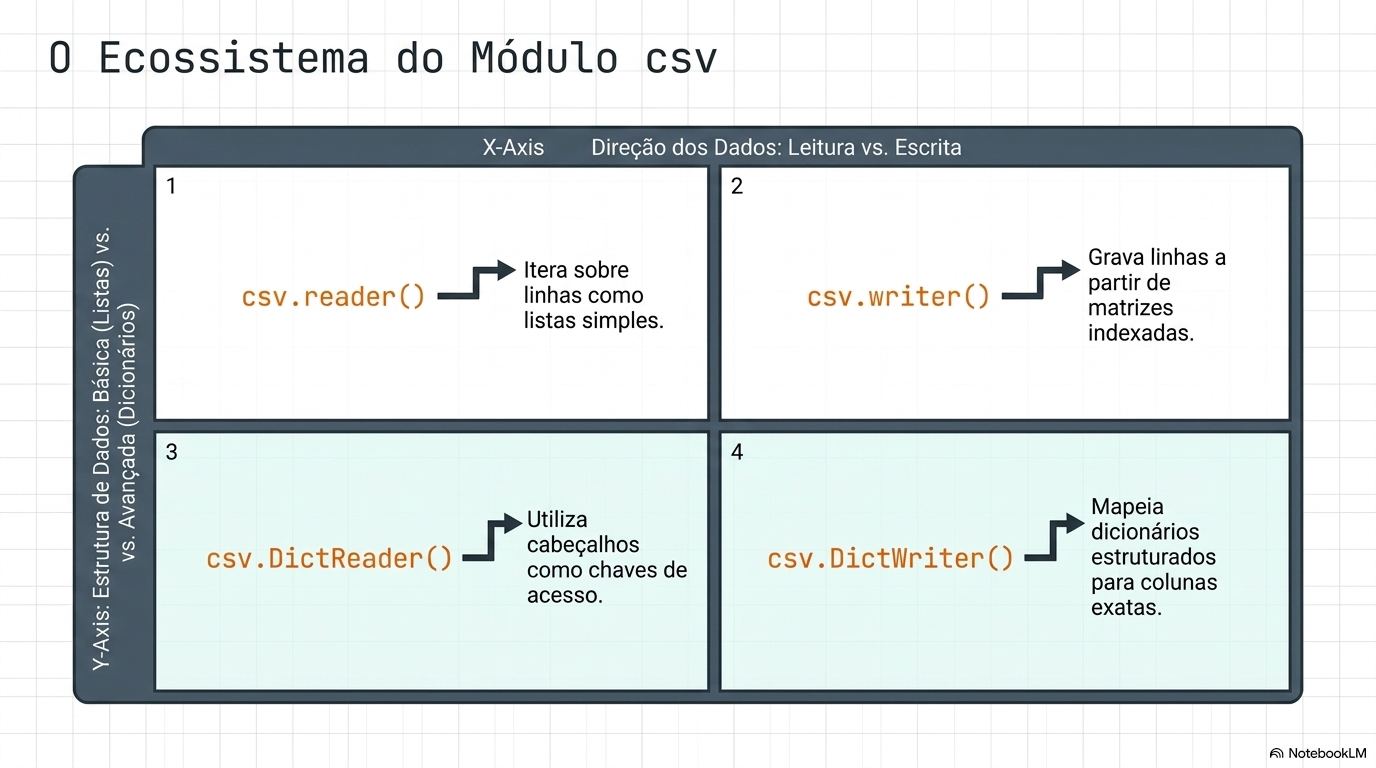 O Ecossistema do Módulo csv
X-Axis Direção dos Dados: Leitura vs. Escrita
Y-Axis: Estrutura de Dados: Básica (Listas) vs.
vs. Avançada (Dicionários)
1
csv.reader()
Itera sobre
linhas como
listas simples.
2
csv.writer()
Grava linhas a
partir de
matrizes
indexadas.
3
csv.DictReader()
Utiliza
cabeçalhos
como chaves de
acesso.
4
csv.DictWriter()
Mapeia
dicionários
estruturados
para colunas
exatas.
NotebookLM